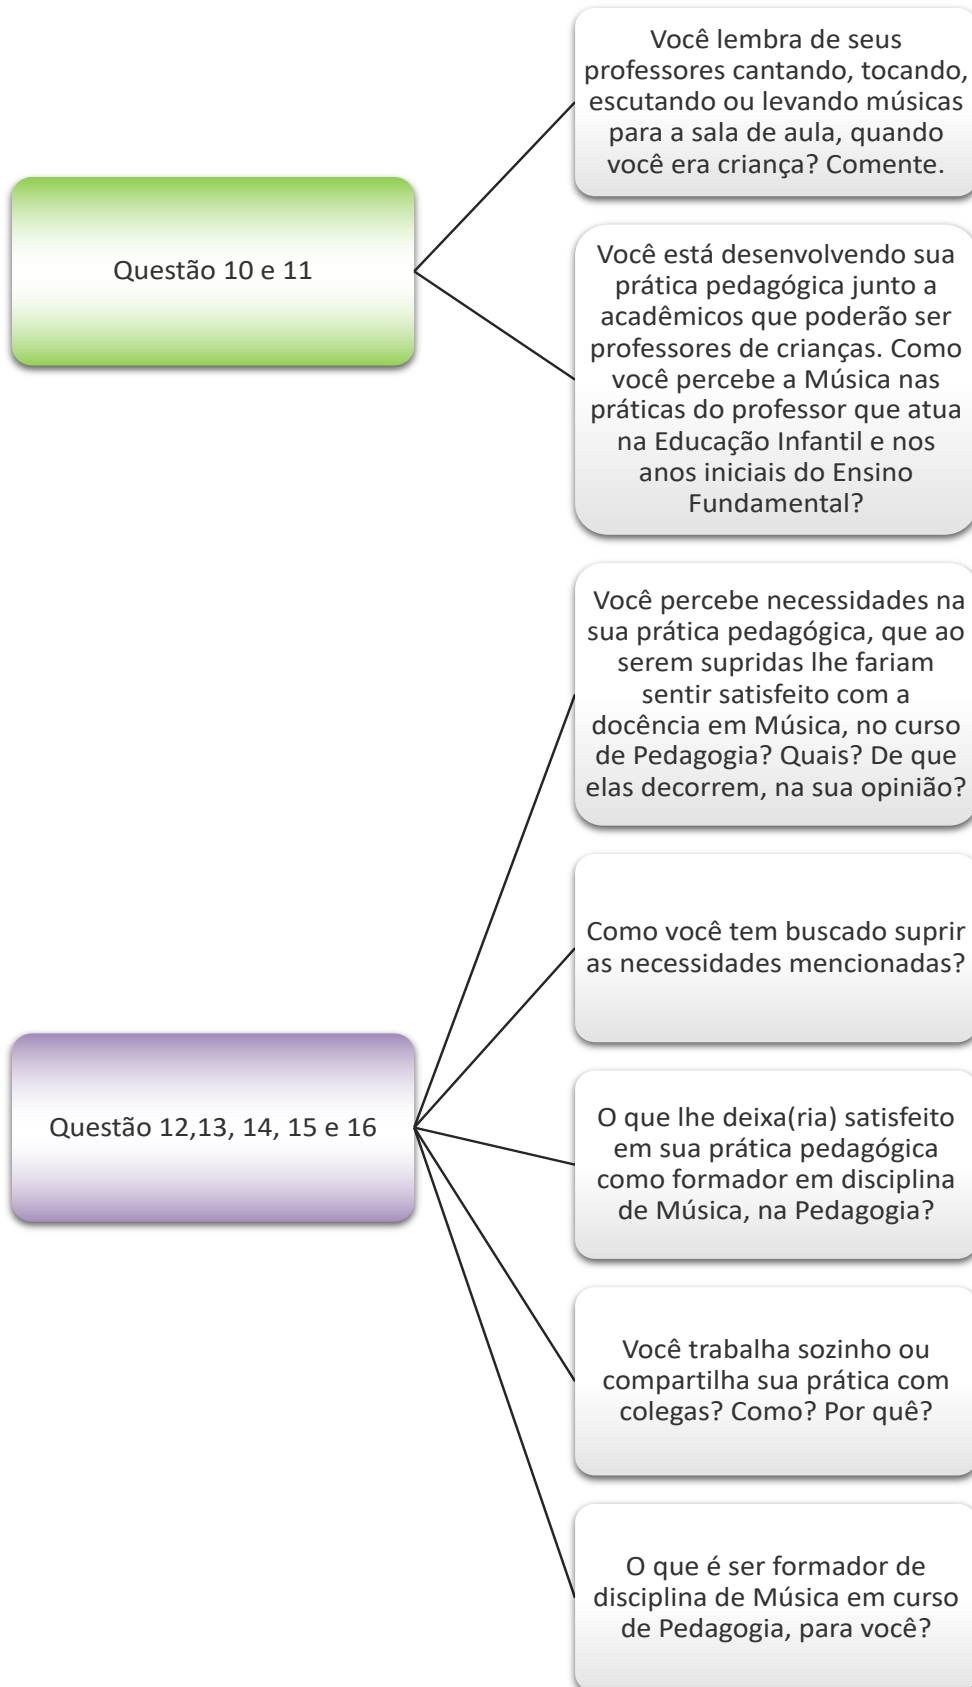 Questão 10 e 11
Você lembra de seus
professores cantando, tocando,
escutando ou levando músicas
para a sala de aula, quando
você era criança? Comente.
Você está desenvolvendo sua
prática pedagógica junto a
acadêmicos que poderão ser
professores de crianças. Como
você percebe a Música nas
práticas do professor que atua
na Educação Infantil e nos
anos iniciais do Ensino
Fundamental?
Questão 12,13, 14, 15 e 16
Você percebe necessidades na
sua prática pedagógica, que ao
serem supridas lhe fariam
sentir satisfeito com a
docência em Música, no curso
de Pedagogia? Quais? De que
elas decorrem, na sua opinião?
Como você tem buscado suprir
as necessidades mencionadas?
O que lhe deixa(ria) satisfeito
em sua prática pedagógica
como formador em disciplina
de Música, na Pedagogia?
Você trabalha sozinho ou
compartilha sua prática com
colegas? Como? Por quê?
O que é ser formador de
disciplina de Música em curso
de Pedagogia, para você?